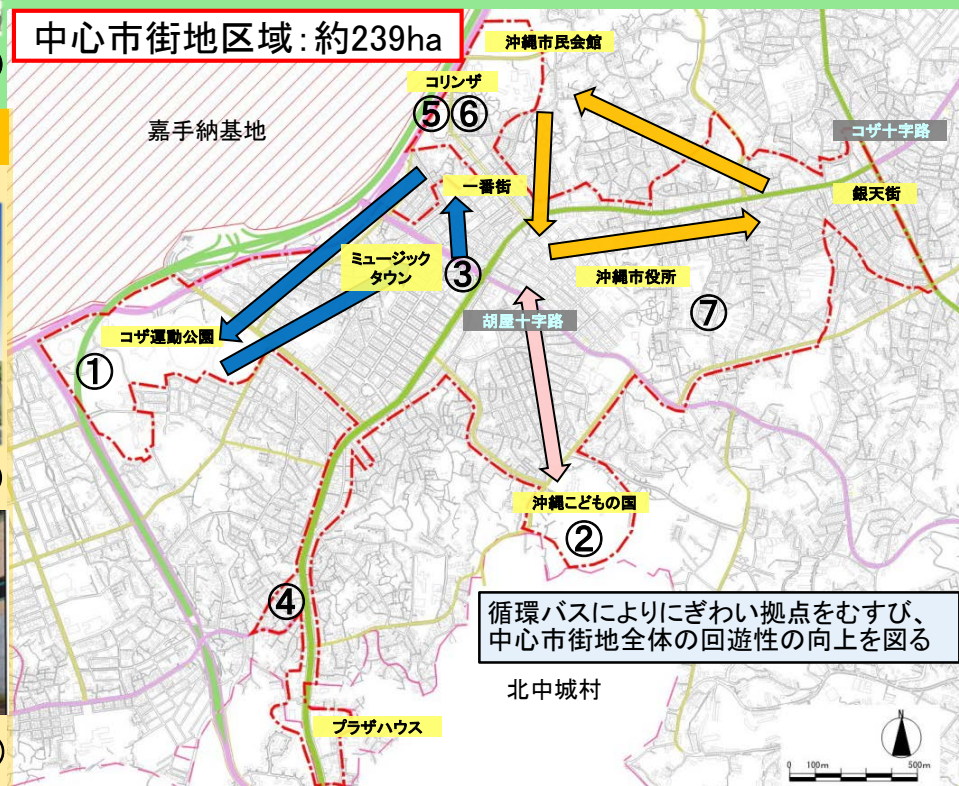 中心市街地区域：約239ha
沖縄市民会館
コリンザ
⑤⑥
嘉手納基地
コザ十字路
一番街
銀天街
ミュージック
タウン
③
沖縄市役所
⑦
胡屋十字路
コザ運動公園
①
沖縄こどもの国
②
④
循環バスによりにぎわい拠点をむすび、
中心市街地全体の回遊性の向上を図る
北中城村
プラザハウス
N
0 100m 500m